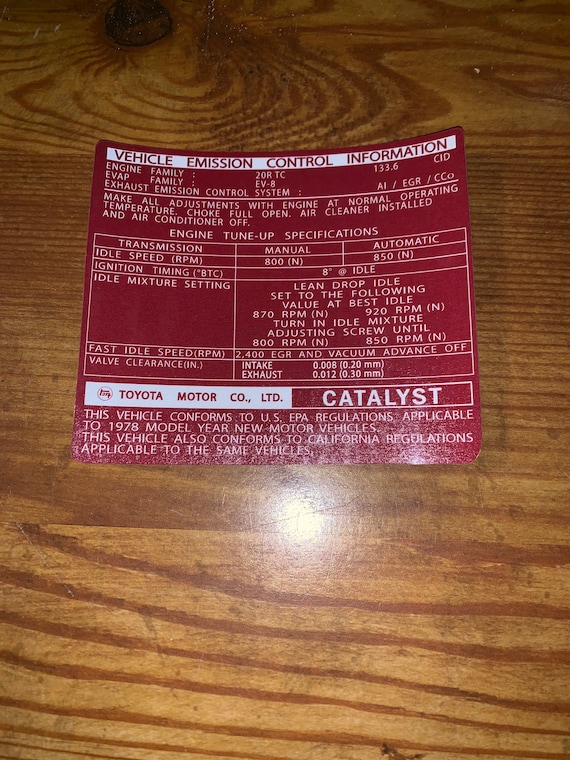 VEHICLE EMISSION CONTROL INFORMATION
ENGINE FAMILY : 20R TC 133.6 CID
EVAP FAMILY : EV-8
EXHAUST EMISSION CONTROL SYSTEM : AI / EGR / CCo
MAKE ALL ADJUSTMENTS WITH ENGINE AT NORMAL OPERATING
TEMPERATURE. CHOKE FULL OPEN. AIR CLEANER INSTALLED
AND AIR CONDITIONER OFF.
ENGINE TUNE-UP SPECIFICATIONS
TRANSMISSION MANUAL AUTOMATIC
IDLE SPEED (RPM) 800 (N) 850 (N)
IGNITION TIMING (°BTC) 8° @ IDLE
IDLE MIXTURE SETTING LEAN DROP IDLE
SET TO THE FOLLOWING
VALUE AT BEST IDLE
870 RPM (N) 920 RPM (N)
TURN IN IDLE MIXTURE
ADJUSTING SCREW UNTIL
800 RPM (N) 850 RPM (N)
FAST IDLE SPEED(RPM) 2,400 EGR AND VACUUM ADVANCE OFF
VALVE CLEARANCE(IN.) INTAKE 0.008 (0.20 mm)
EXHAUST 0.012 (0.30 mm)
TOYOTA MOTOR CO., LTD. CATALYST
THIS VEHICLE CONFORMS TO U.S. EPA REGULATIONS APPLICABLE
TO 1978 MODEL YEAR NEW MOTOR VEHICLES.
THIS VEHICLE ALSO CONFORMS TO CALIFORNIA REGULATIONS
APPLICABLE TO THE SAME VEHICLES.